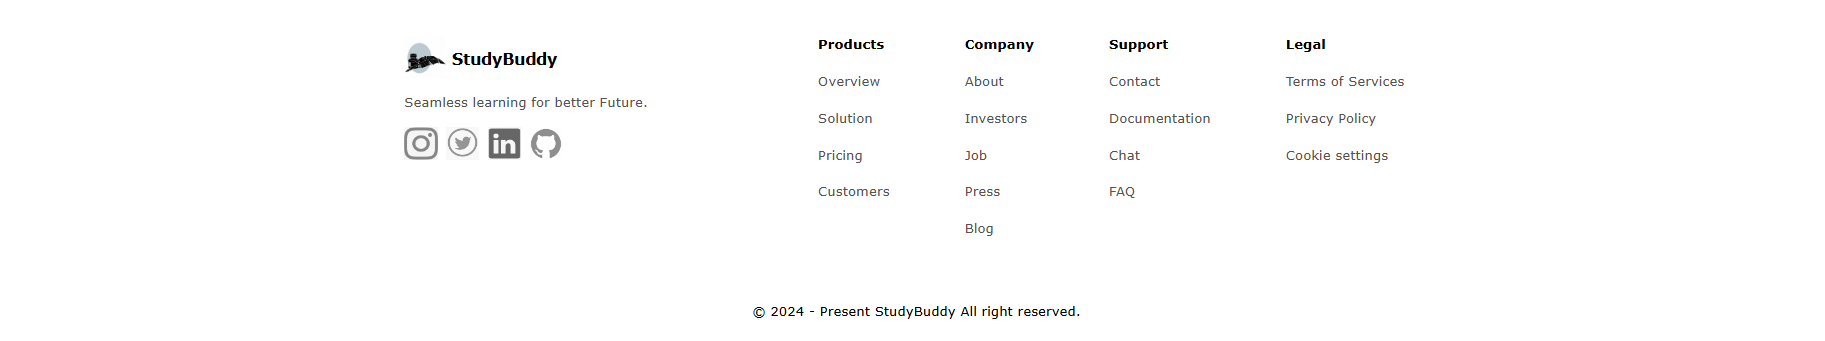 StudyBuddy
Seamless learning for better Future.
Products
Overview
Solution
Pricing
Customers
Company
About
Investors
Job
Press
Blog
Support
Contact
Documentation
Chat
FAQ
Legal
Terms of Services
Privacy Policy
Cookie settings
© 2024 - Present StudyBuddy All right reserved.